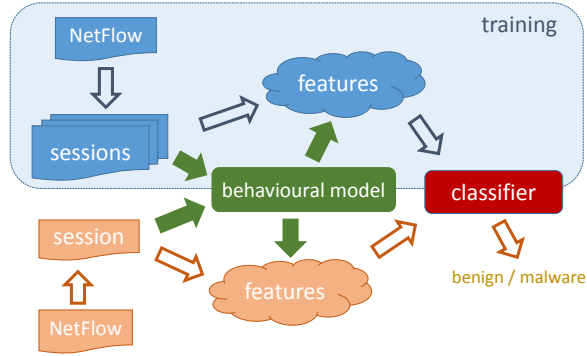 NetFlow
training
features
sessions
behavioural model
classifier
session
features
benign / malware
NetFlow